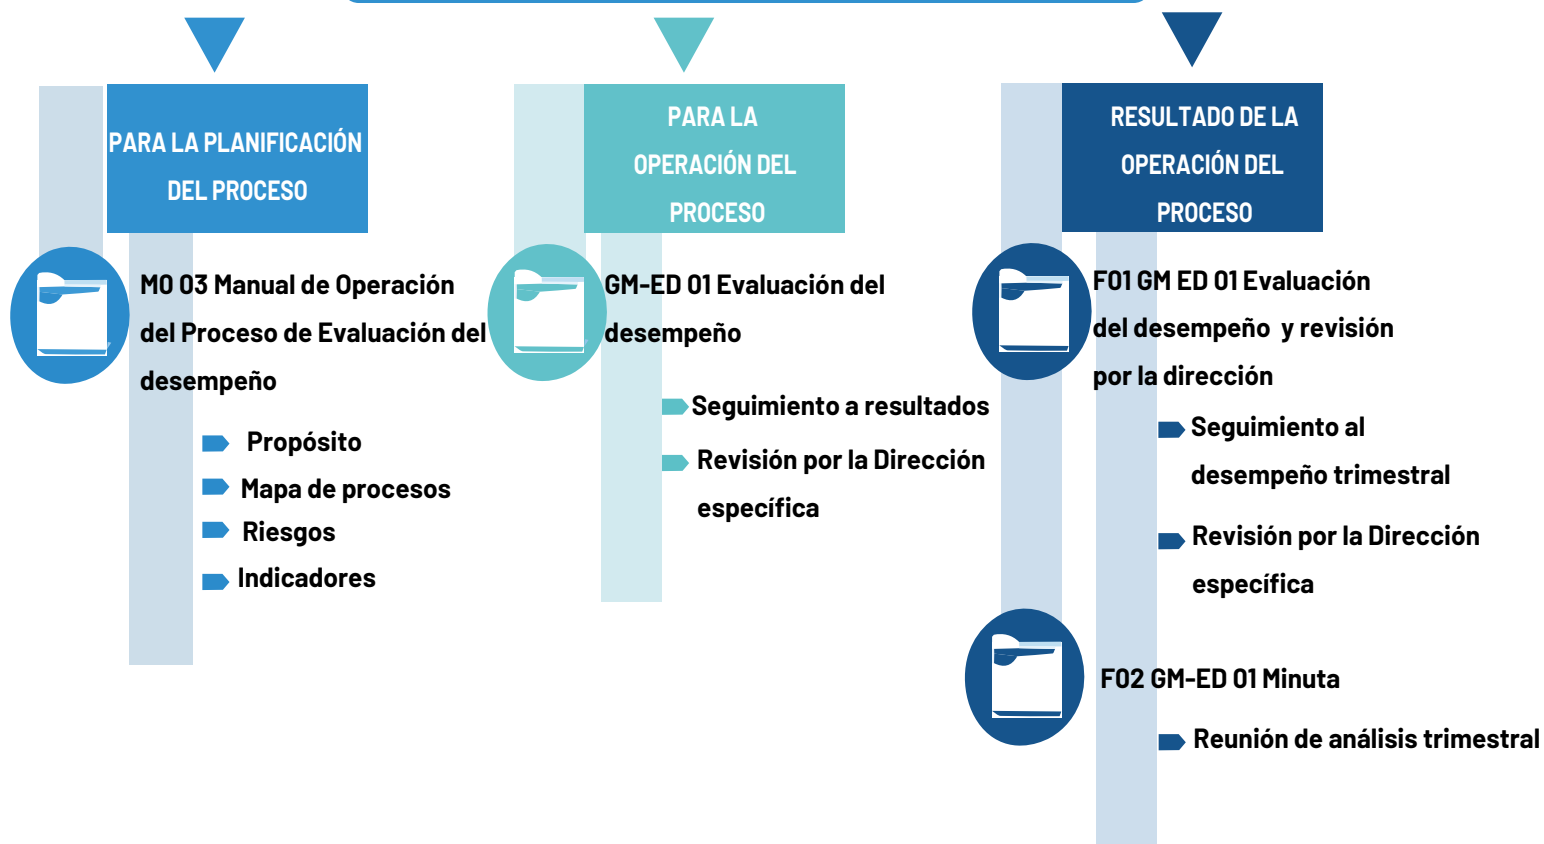 PARA LA PLANIFICACIÓN
DEL PROCESO
MO 03 Manual de Operación
del Proceso de Evaluación del
desempeño
Propósito
Mapa de procesos
Riesgos
Indicadores
PARA LA
OPERACIÓN DEL
PROCESO
GM-ED 01 Evaluación del
desempeño
Seguimiento a resultados
Revisión por la Dirección
específica
RESULTADO DE LA
OPERACIÓN DEL
PROCESO
F01 GM ED 01 Evaluación
del desempeño y revisión
por la dirección
Seguimiento al
desempeño trimestral
Revisión por la Dirección
específica
F02 GM-ED 01 Minuta
Reunión de análisis trimestral